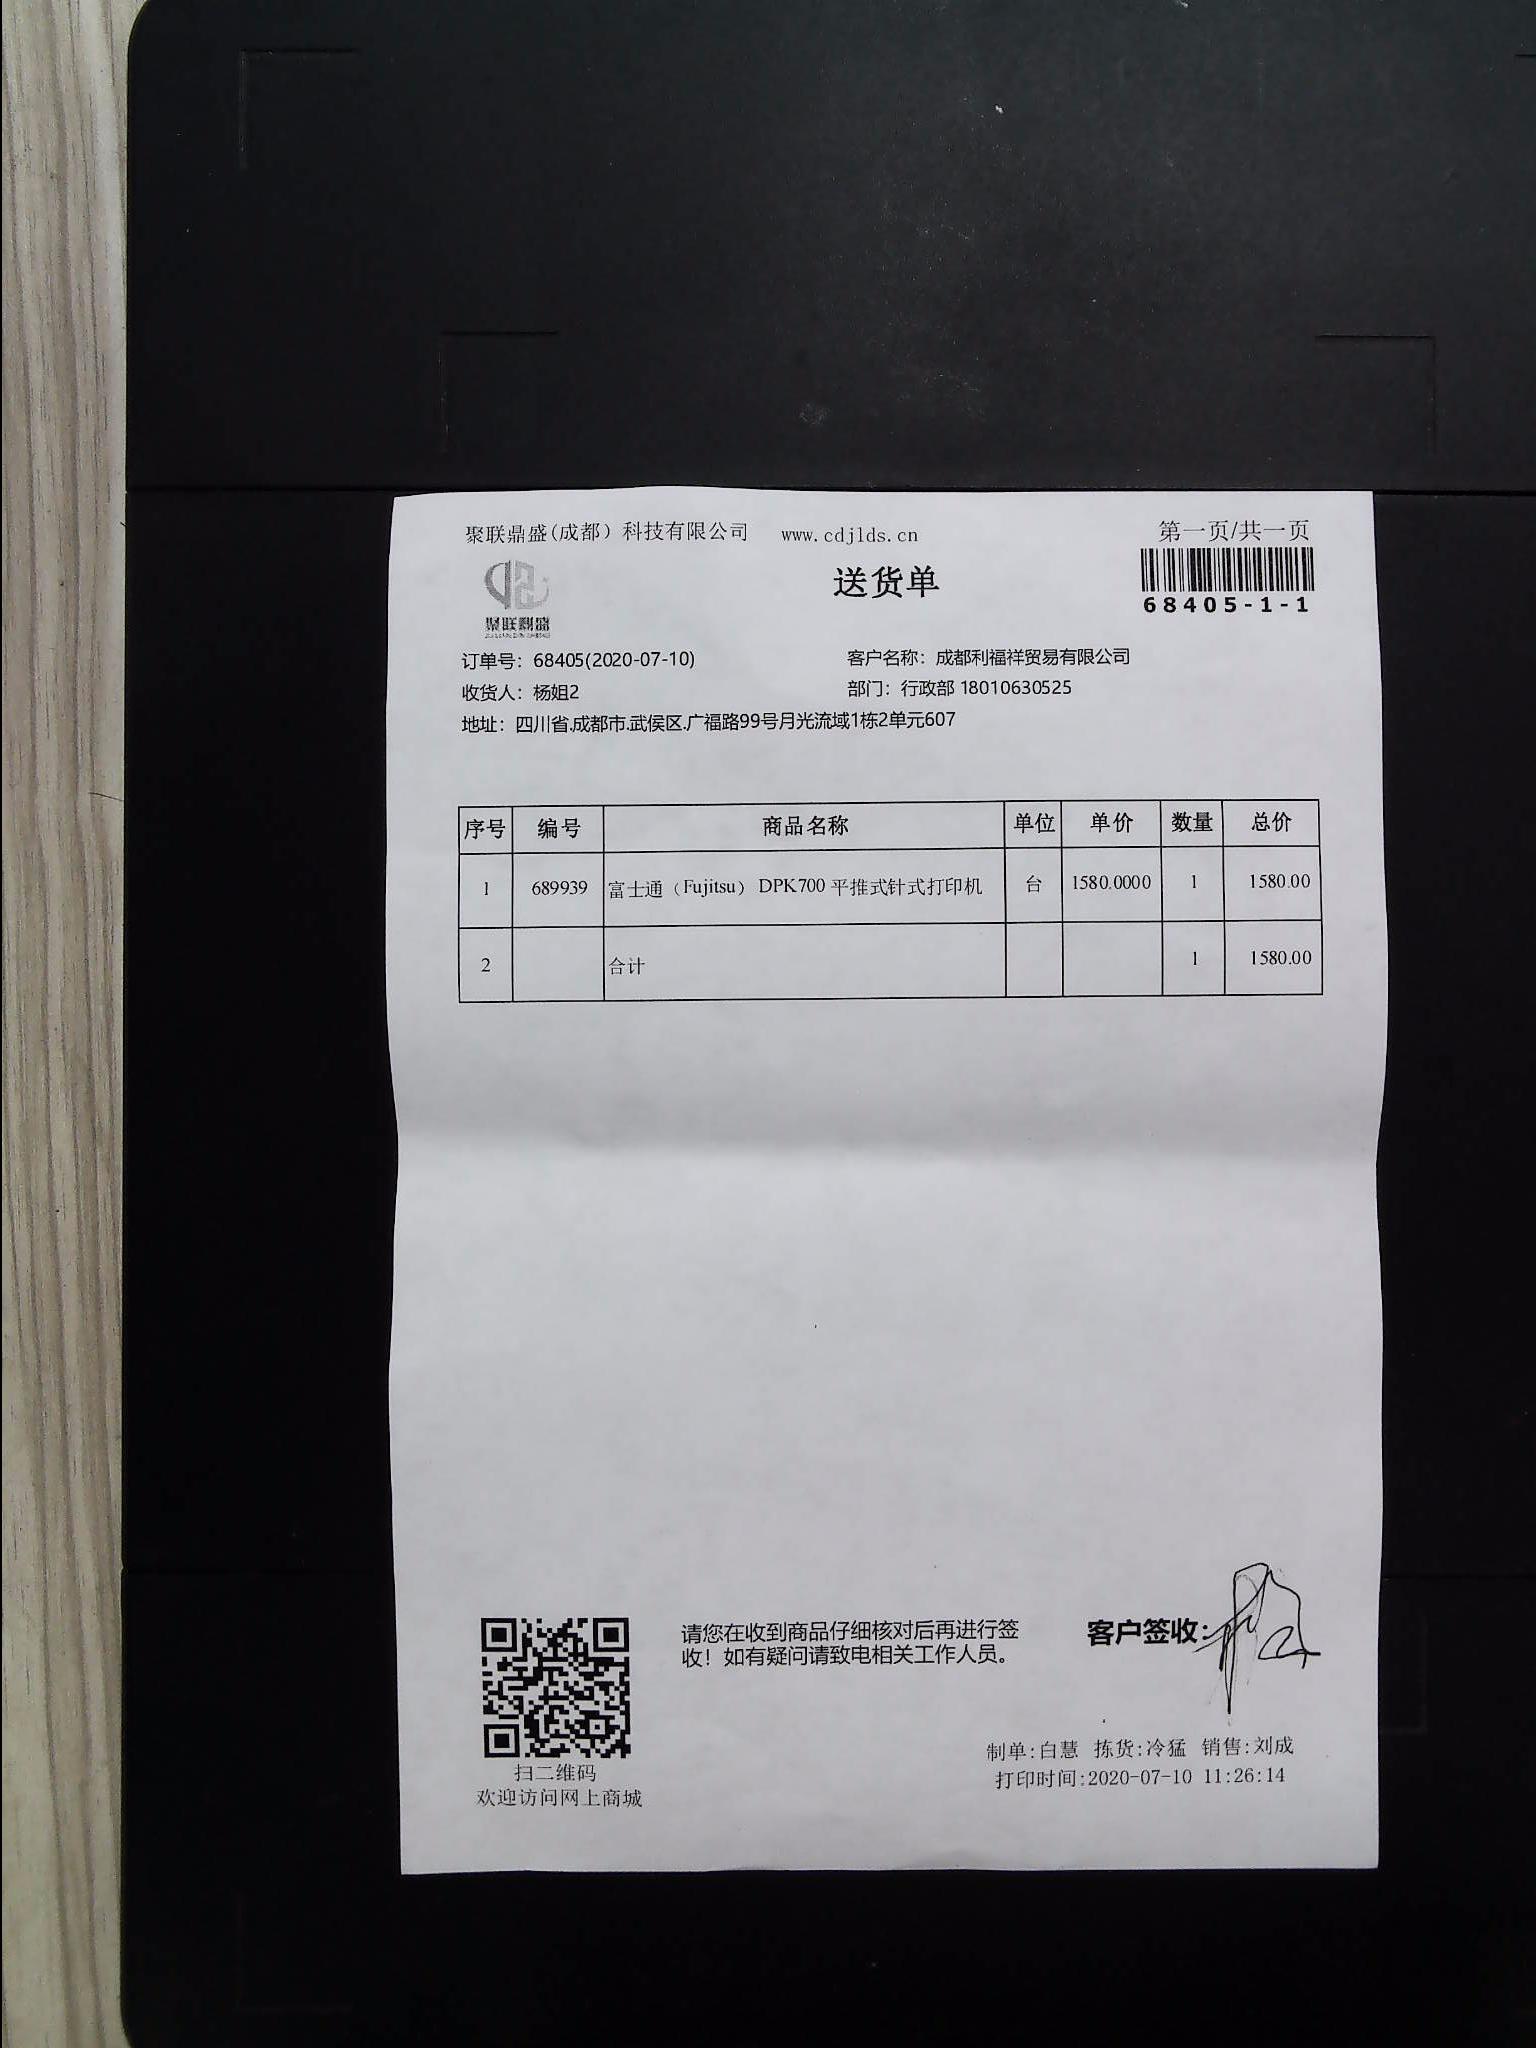 聚联鼎盛(成都）科技有限公司 www.cdjlds.cn 第一页/共一页
聚联鼎盛
送货单
68405-1-1
订单号：68405(2020-07-10) 客户名称：成都利福祥贸易有限公司
收货人：杨姐2 部门：行政部 18010630525
地址：四川省.成都市.武侯区.广福路99号月光流域1栋2单元607
序号 编号 商品名称 单位 单价 数量 总价
1 689939 富士通（Fujitsu） DPK700 平推式针式打印机 台 1580.0000 1 1580.00
2 合计 1 1580.00
请您在收到商品仔细核对后再进行签
收！如有疑问请致电相关工作人员。
客户签收：
扫二维码
欢迎访问网上商城
制单:白慧 拣货:冷猛 销售:刘成
打印时间:2020-07-10 11:26:14